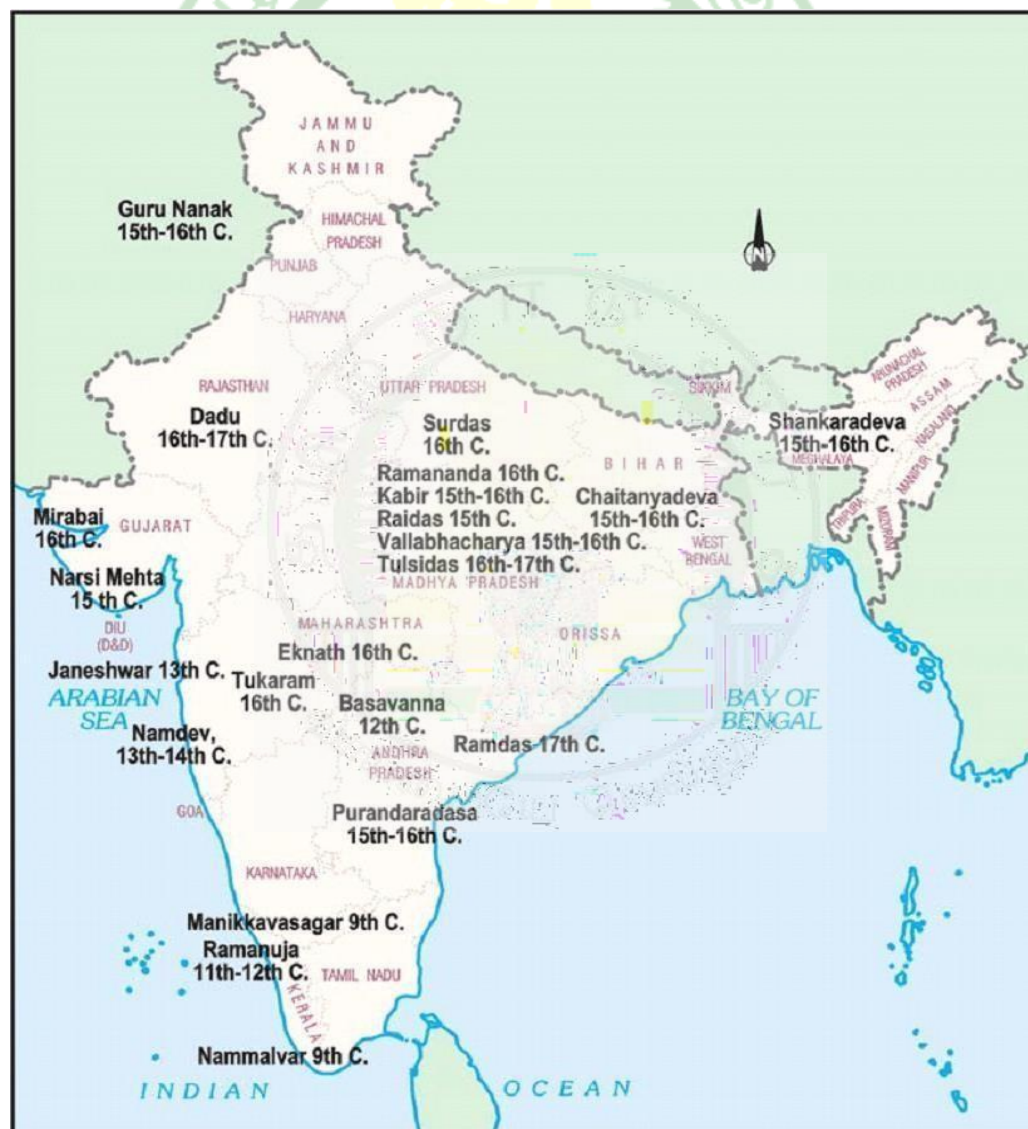 JAMMU
AND
KASHMIR
Guru Nanak
15th-16th C.
HIMACHAL
PRADESH
PUNJAB
N
HARYANA
RAJASTHAN
UTTAR PRADESH
SIKKIM
ARUNACHAL
PRADESH
ASSAM
NAGALAND
Dadu
16th-17th C.
Surdas
16th C.
Shankaradeva
15th-16th C.
MEGHALAYA
MANIPUR
BIHAR
Ramananda 16th C.
Kabir 15th-16th C.
Raidas 15th C.
Vallabhacharya 15th-16th C.
Tulsidas 16th-17th C.
Chaitanyadeva
15th-16th C.
Mirabai
16th C.
GUJARAT
TRIPURA
MIZORAM
WEST
BENGAL
MADHYA PRADESH
Narsi Mehta
15 th C.
DIU
(D&D)
MAHARASHTRA
ORISSA
Eknath 16th C.
Janeshwar 13th C.
ARABIAN
SEA
Tukaram
16th C.
Basavanna
12th C.
BAY OF
BENGAL
Namdev,
13th-14th C.
Ramdas 17th C.
ANDHRA
PRADESH
GOA
Purandaradasa
15th-16th C.
KARNATAKA
Manikkavasagar 9th C.
Ramanuja
11th-12th C.
TAMIL NADU
KERALA
Nammalvar 9th C.
INDIAN OCEAN